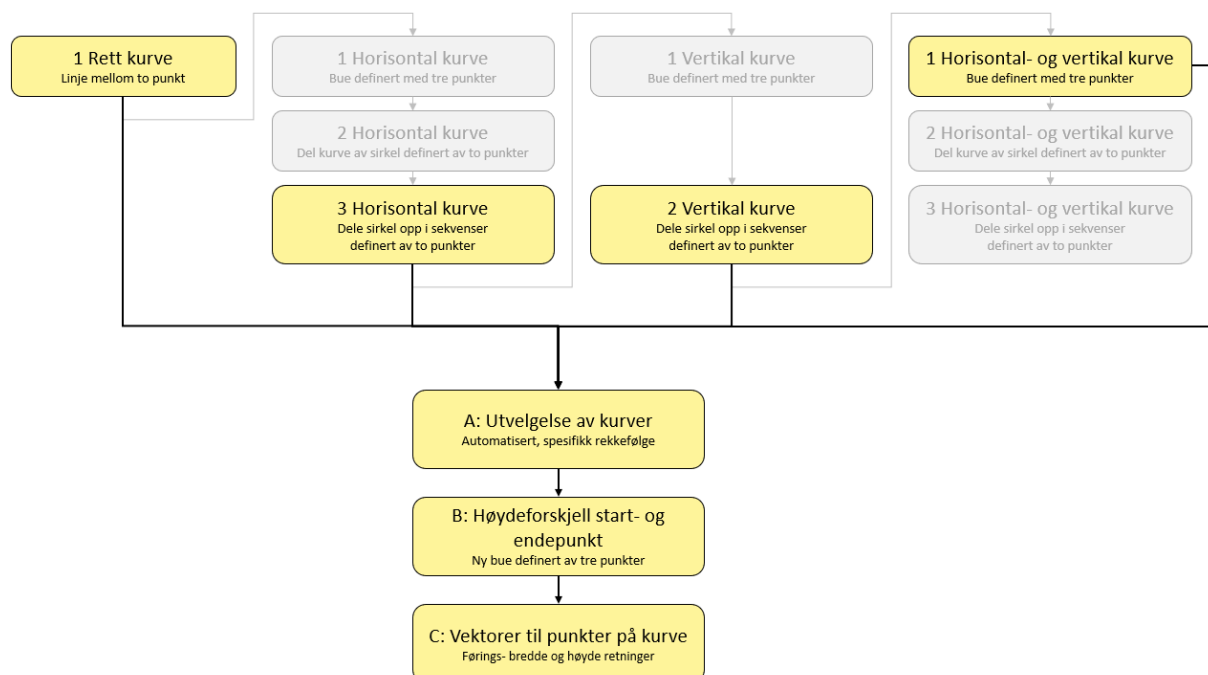 1 Rett kurve
Linje mellom to punkt
1 Horisontal kurve
Bue definert med tre punkter
2 Horisontal kurve
Del kurve av sirkel definert av to punkter
3 Horisontal kurve
Dele sirkel opp i sekvenser
definert av to punkter
1 Vertikal kurve
Bue definert med tre punkter
2 Vertikal kurve
Dele sirkel opp i sekvenser
definert av to punkter
1 Horisontal- og vertikal kurve
Bue definert med tre punkter
2 Horisontal- og vertikal kurve
Del kurve av sirkel definert av to punkter
3 Horisontal- og vertikal kurve
Dele sirkel opp i sekvenser
definert av to punkter
A: Utvelgelse av kurver
Automatisert, spesifikk rekkefølge
B: Høydeforskjell start- og
endepunkt
Ny bue definert av tre punkter
C: Vektorer til punkter på kurve
Førings- bredde og høyde retninger